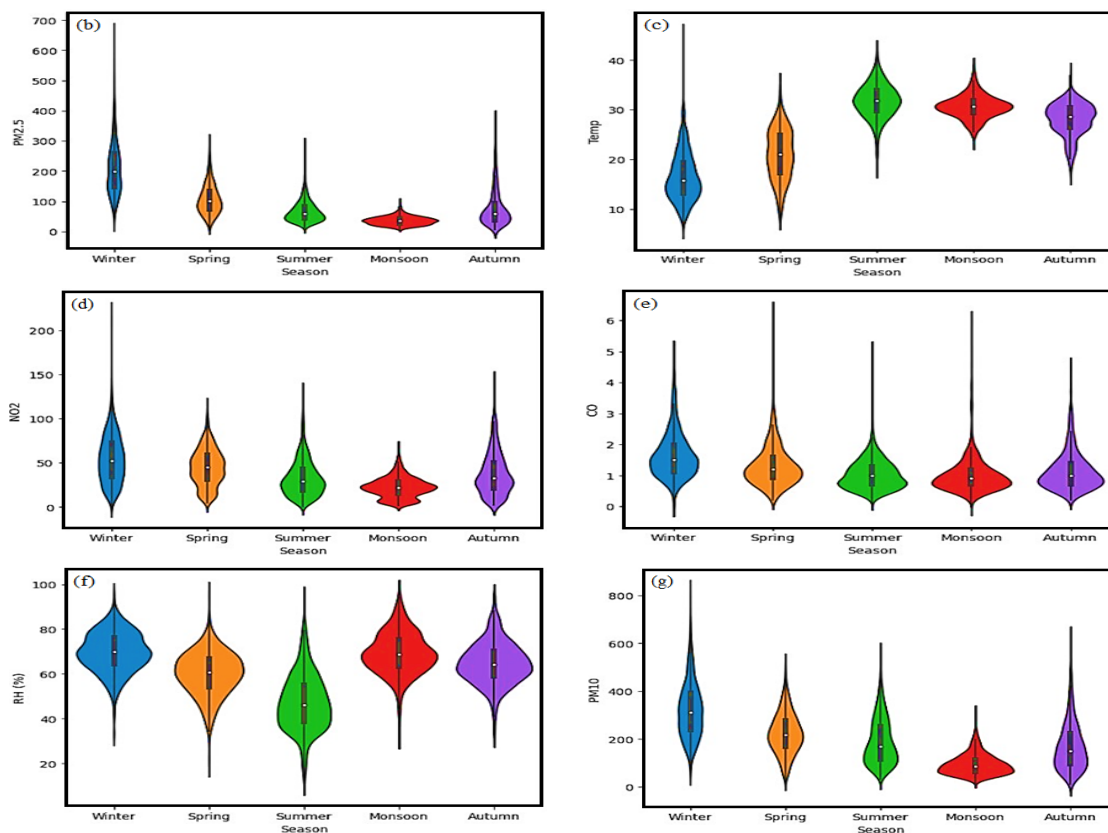 (b)
700
600
500
400
300
200
100
0
PM2.5
Winter Spring Summer Monsoon Autumn
Season
(c)
40
30
20
10
Temp
Winter Spring Summer Monsoon Autumn
Season
(d)
200
150
100
50
0
NO2
Winter Spring Summer Monsoon Autumn
Season
(e)
6
5
4
3
2
1
0
CO
Winter Spring Summer Monsoon Autumn
Season
(f)
100
80
60
40
20
RH (%)
Winter Spring Summer Monsoon Autumn
Season
(g)
800
600
400
200
0
PM10
Winter Spring Summer Monsoon Autumn
Season